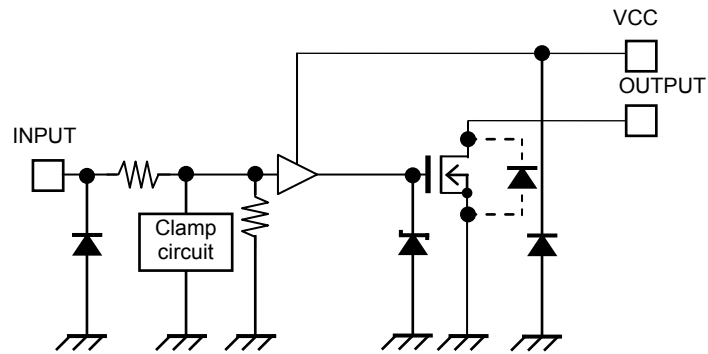 VCC
OUTPUT
INPUT
Clamp
circuit